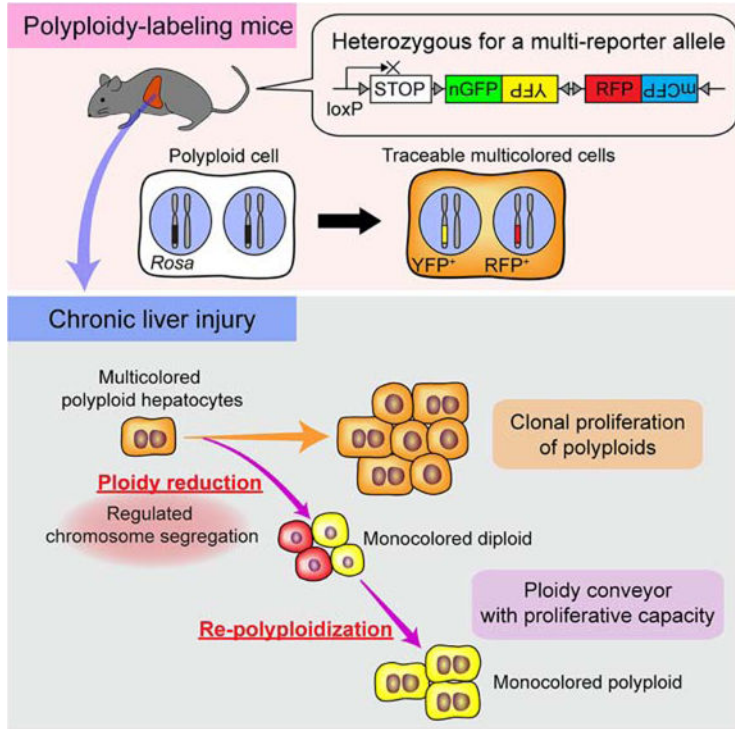 Polyploidy-labeling mice
Heterozygous for a multi-reporter allele
loxP
STOP
nGFP
YFP
RFP
mCFP
Polyploid cell
Rosa
Traceable multicolored cells
YFP⁺
RFP⁺
Chronic liver injury
Multicolored
polyploid hepatocytes
Clonal proliferation
of polyploids
Ploidy reduction
Regulated
chromosome segregation
Monocolored diploid
Ploidy conveyor
with proliferative capacity
Re-polyploidization
Monocolored polyploid